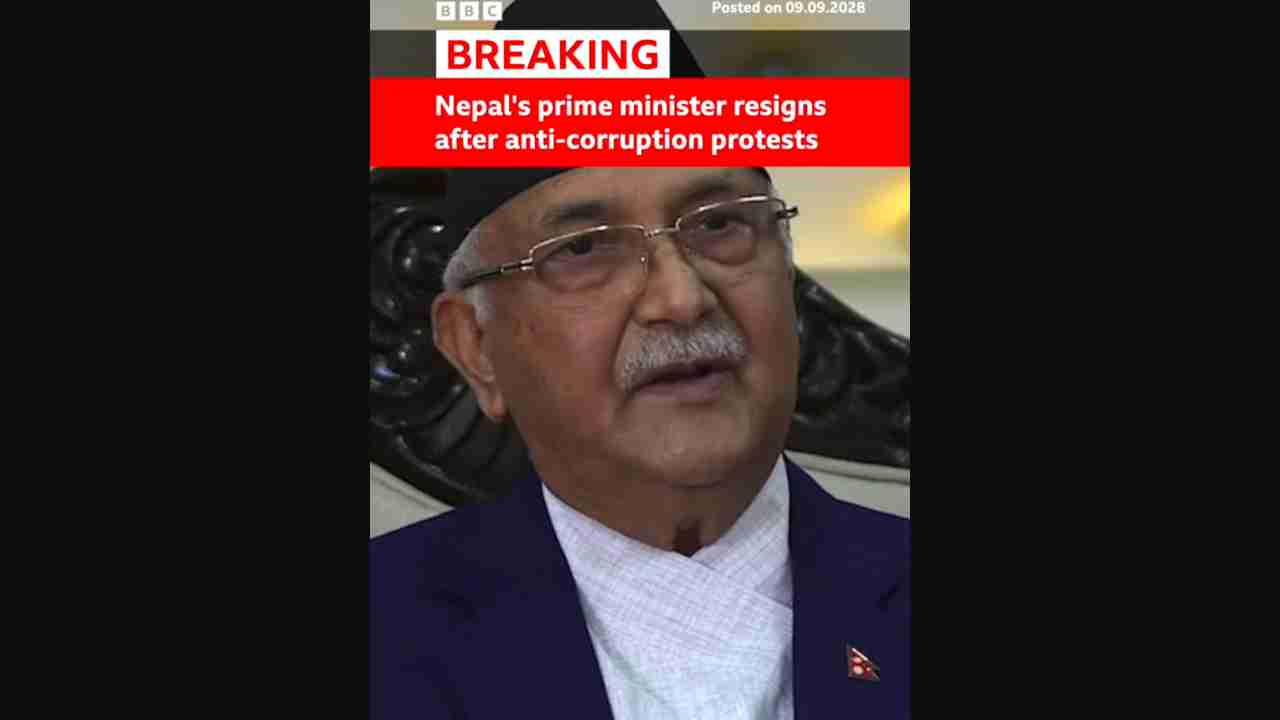 BBC
Posted on 09.09.2028
BREAKING
Nepal's prime minister resigns
after anti-corruption protests